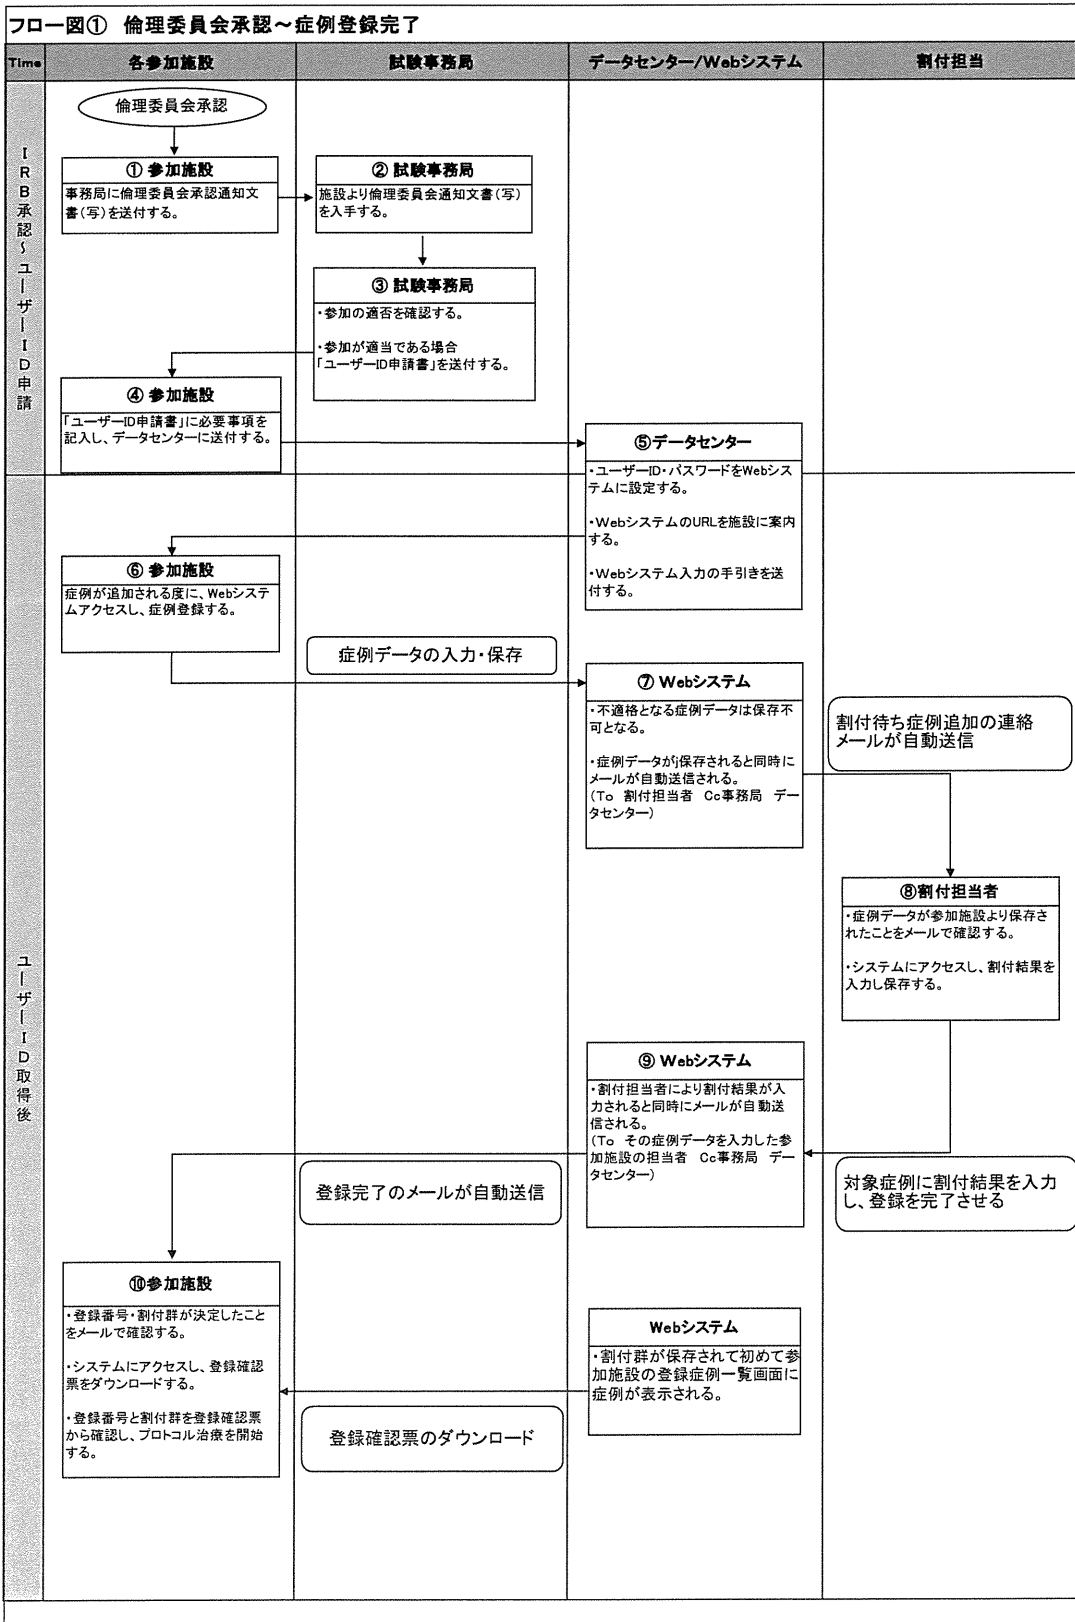 フロー図① 倫理委員会承認～症例登録完了
Time
各参加施設
試験事務局
データセンター/Webシステム
割付担当
IRB承認～ユーザーID申請
倫理委員会承認
① 参加施設
事務局に倫理委員会承認通知文
書(写)を送付する。
② 試験事務局
施設より倫理委員会通知文書(写)
を入手する。
③ 試験事務局
・参加の適否を確認する。
・参加が適当である場合
「ユーザーID申請書」を送付する。
④ 参加施設
「ユーザーID申請書」に必要事項を
記入し、データセンターに送付する。
⑤データセンター
・ユーザーID・パスワードをWebシス
テムに設定する。
・WebシステムのURLを施設に案内
する。
・Webシステム入力の手引きを送
付する。
ユーザーID取得後
⑥ 参加施設
症例が追加される度に、Webシステ
ムアクセスし、症例登録する。
症例データの入力・保存
⑦ Webシステム
・不適格となる症例データは保存不
可となる。
・症例データがj保存されると同時に
メールが自動送信される。
(To 割付担当者 Cc事務局 デー
タセンター)
割付待ち症例追加の連絡
メールが自動送信
⑧割付担当者
・症例データが参加施設より保存さ
れたことをメールで確認する。
・システムにアクセスし、割付結果を
入力し保存する。
⑨ Webシステム
・割付担当者により割付結果が入
力されると同時にメールが自動送
信される。
(To その症例データを入力した参
加施設の担当者 Cc事務局 デー
タセンター)
対象症例に割付結果を入力
し、登録を完了させる
登録完了のメールが自動送信
⑩参加施設
・登録番号・割付群が決定したこと
をメールで確認する。
・システムにアクセスし、登録確認
票をダウンロードする。
・登録番号と割付群を登録確認票
から確認し、プロトコル治療を開始
する。
Webシステム
・割付群が保存されて初めて参
加施設の登録症例一覧画面に
症例が表示される。
登録確認票のダウンロード